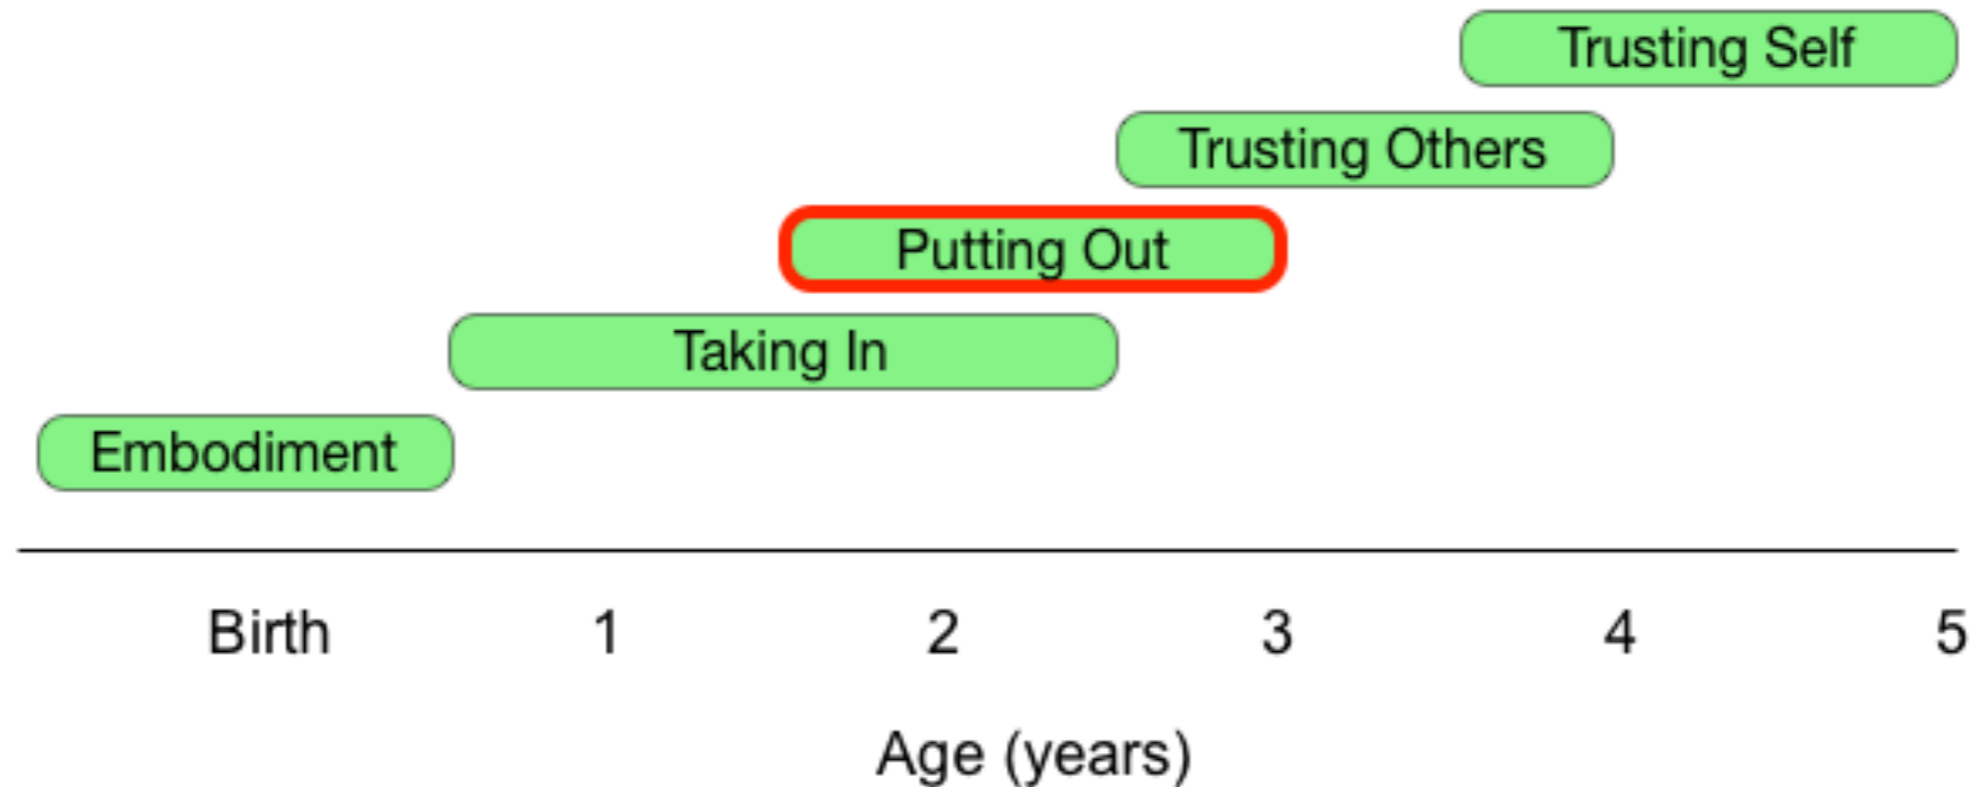 Trusting Self
Trusting Others
Putting Out
Taking In
Embodiment
Birth 1 2 3 4 5
Age (years)